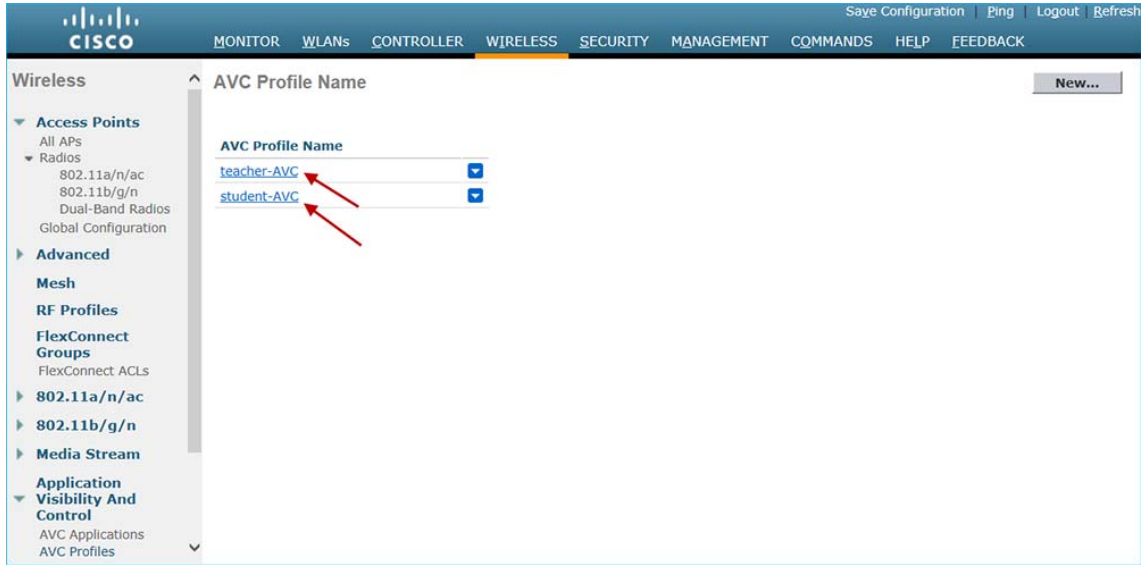 Save Configuration | Ping | Logout | Refresh
CISCO
MONITOR WLANs CONTROLLER WIRELESS SECURITY MANAGEMENT COMMANDS HELP FEEDBACK
Wireless
Access Points
All APs
Radios
802.11a/n/ac
802.11b/g/n
Dual-Band Radios
Global Configuration
Advanced
Mesh
RF Profiles
FlexConnect
Groups
FlexConnect ACLs
802.11a/n/ac
802.11b/g/n
Media Stream
Application
Visibility And
Control
AVC Applications
AVC Profiles
AVC Profile Name
New...
AVC Profile Name
teacher-AVC
student-AVC